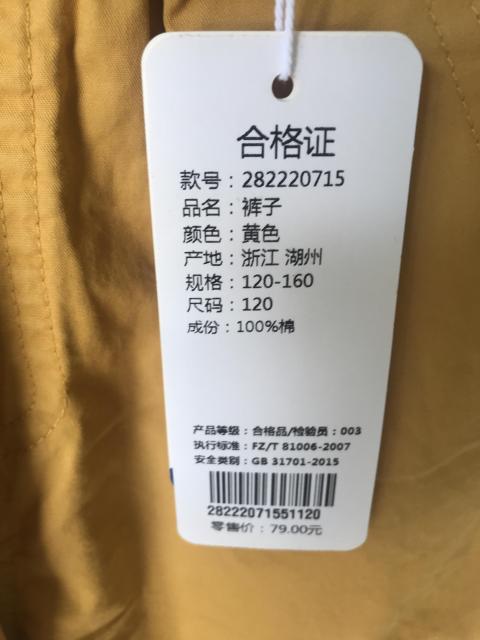 合格证
款号：282220715
品名：裤子
颜色：黄色
产地：浙江 湖州
规格：120-160
尺码：120
成份：100%棉
产品等级：合格品/检验员：003
执行标准：FZ/T 81006-2007
安全类别：GB 31701-2015
28222071551120
零售价：79.00元